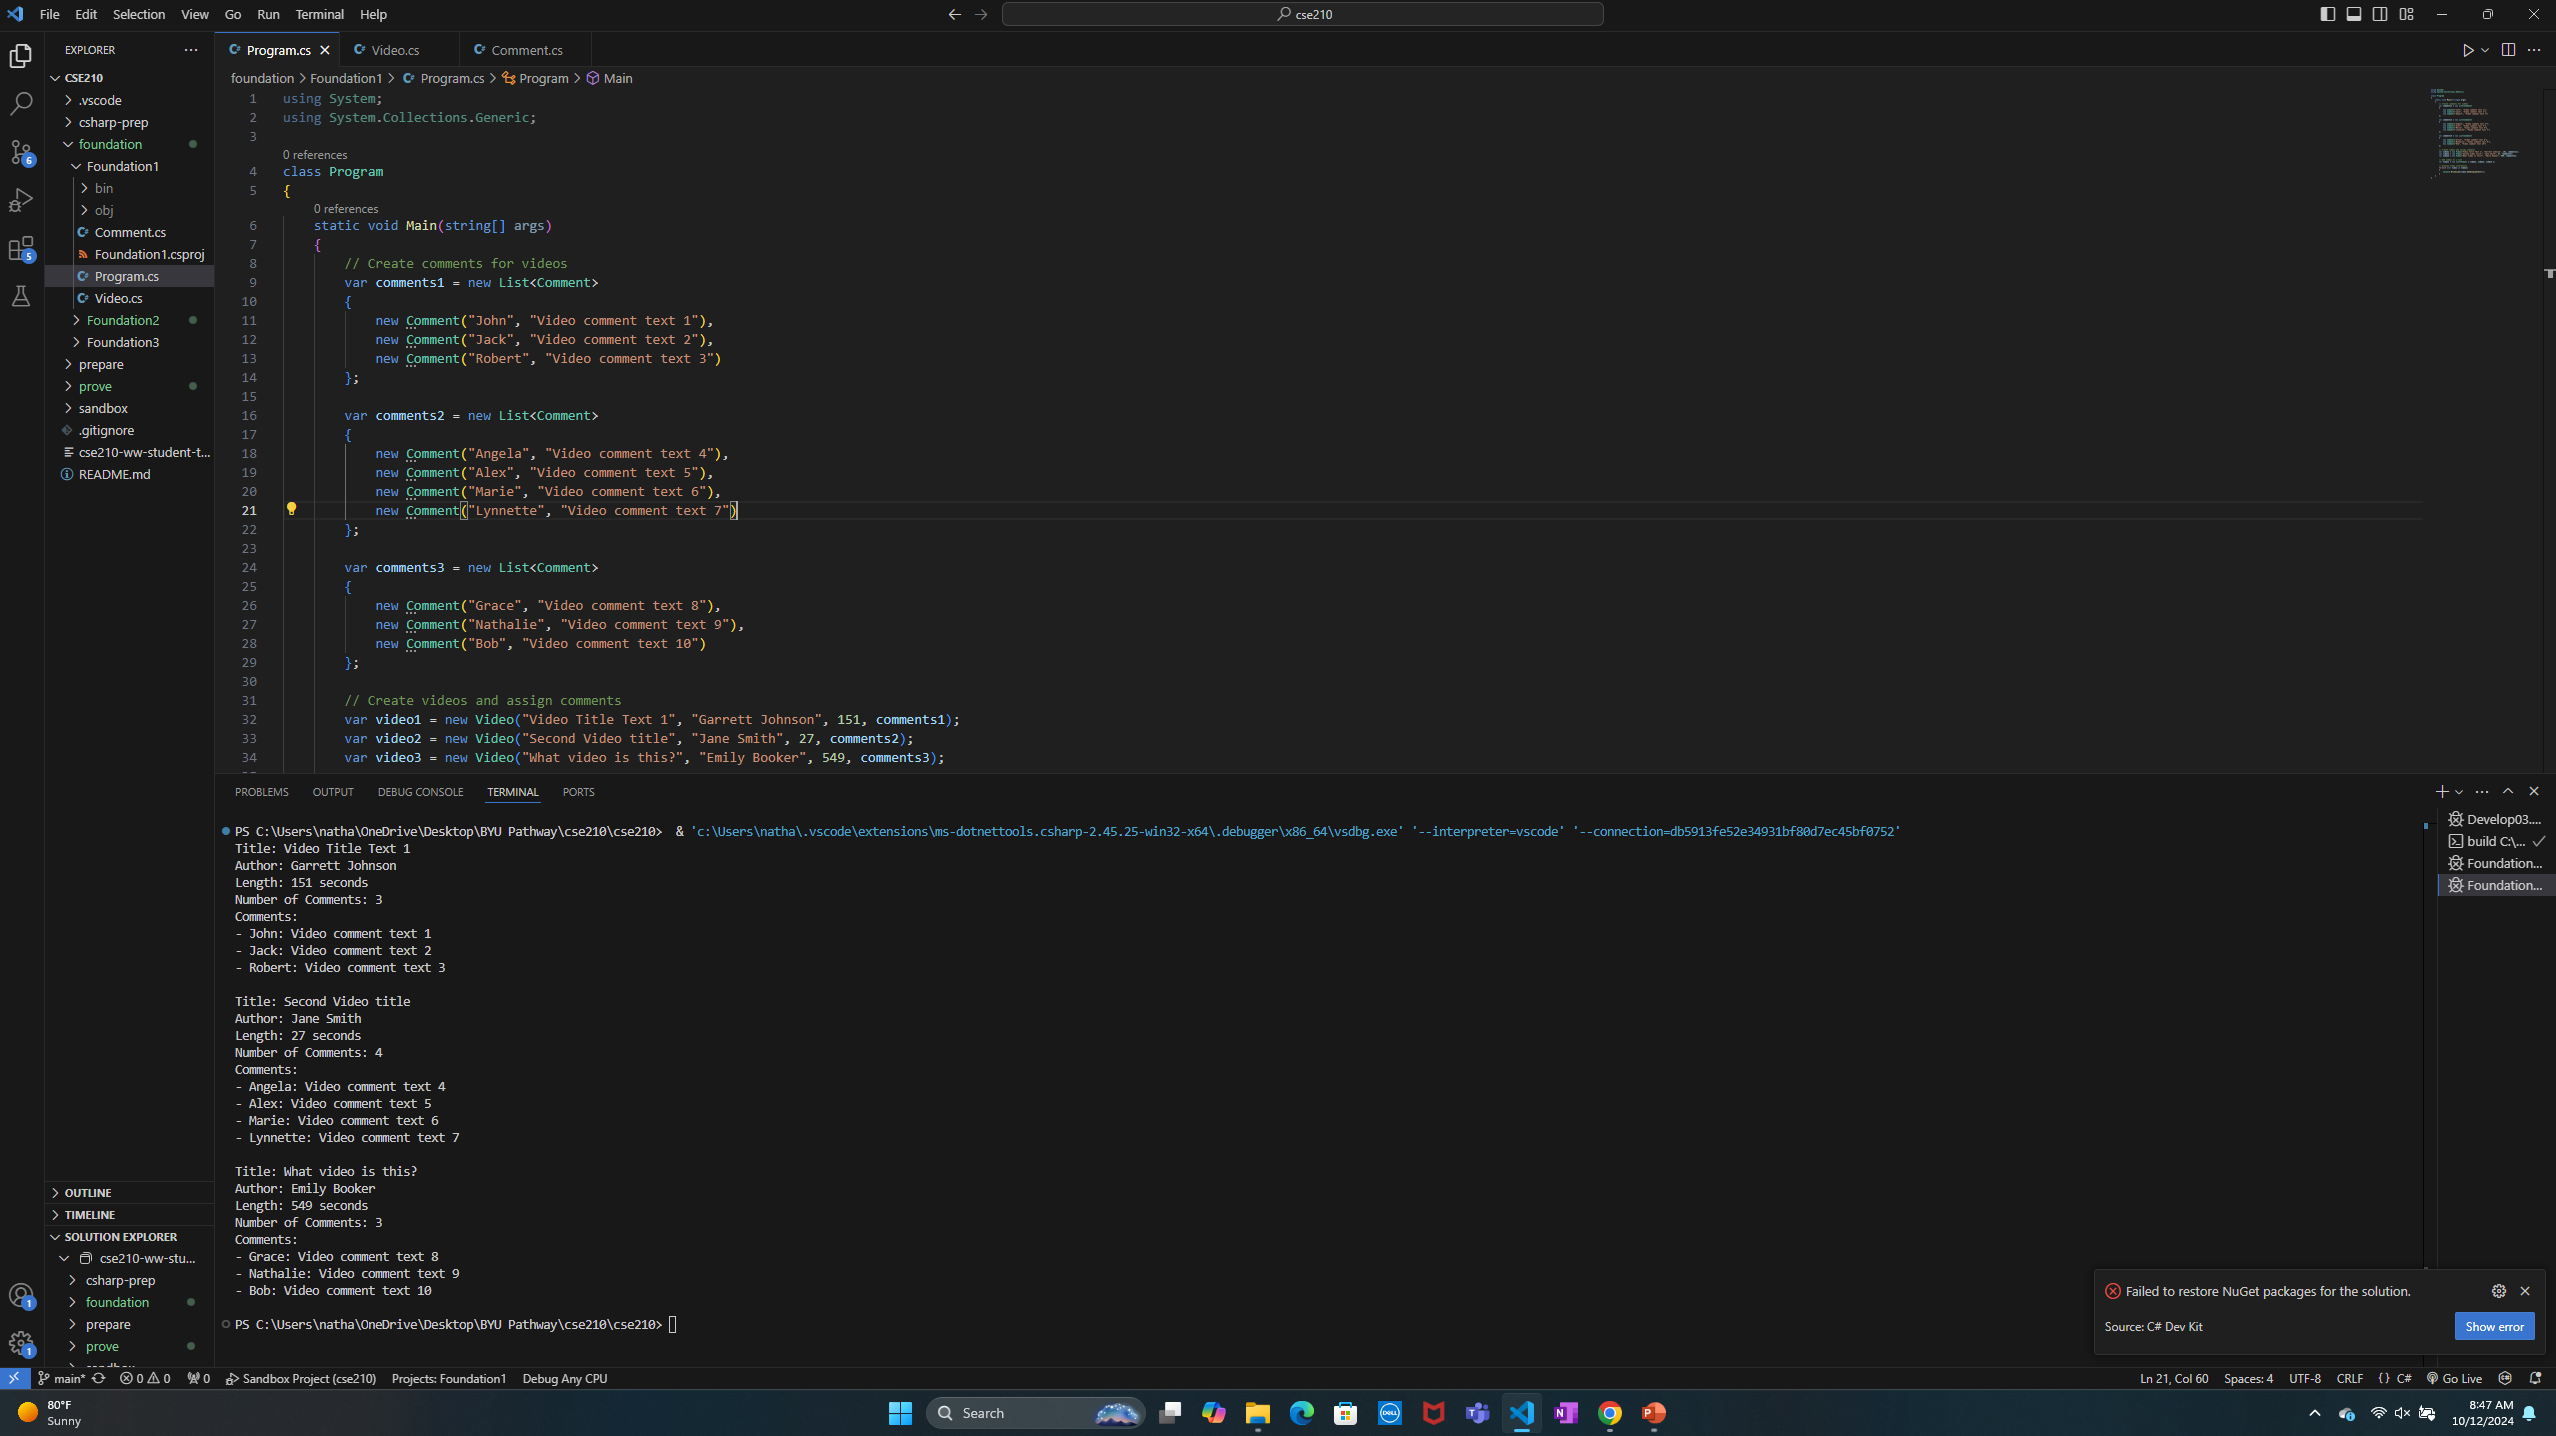 File Edit Selection View Go Run Terminal Help
cse210
EXPLORER
CSE210
.vscode
csharp-prep
foundation
Foundation1
bin
obj
Comment.cs
Foundation1.csproj
Program.cs
Video.cs
Foundation2
Foundation3
prepare
prove
sandbox
.gitignore
cse210-ww-student-t...
README.md
OUTLINE
TIMELINE
SOLUTION EXPLORER
cse210-ww-stu...
csharp-prep
foundation
prepare
prove
6
5
1
1
Program.cs Video.cs Comment.cs
foundation > Foundation1 > Program.cs > Program > Main
1 using System;
2 using System.Collections.Generic;
3
0 references
4 class Program
5 {
0 references
6 static void Main(string[] args)
7 {
8 // Create comments for videos
9 var comments1 = new List<Comment>
10 {
11 new Comment("John", "Video comment text 1"),
12 new Comment("Jack", "Video comment text 2"),
13 new Comment("Robert", "Video comment text 3")
14 };
15
16 var comments2 = new List<Comment>
17 {
18 new Comment("Angela", "Video comment text 4"),
19 new Comment("Alex", "Video comment text 5"),
20 new Comment("Marie", "Video comment text 6"),
21 new Comment("Lynnette", "Video comment text 7")
22 };
23
24 var comments3 = new List<Comment>
25 {
26 new Comment("Grace", "Video comment text 8"),
27 new Comment("Nathalie", "Video comment text 9"),
28 new Comment("Bob", "Video comment text 10")
29 };
30
31 // Create videos and assign comments
32 var video1 = new Video("Video Title Text 1", "Garrett Johnson", 151, comments1);
33 var video2 = new Video("Second Video title", "Jane Smith", 27, comments2);
34 var video3 = new Video("What video is this?", "Emily Booker", 549, comments3);
PROBLEMS OUTPUT DEBUG CONSOLE TERMINAL PORTS
PS C:\Users\natha\OneDrive\Desktop\BYU Pathway\cse210\cse210> & 'c:\Users\natha\.vscode\extensions\ms-dotnettools.csharp-2.45.25-win32-x64\.debugger\x86_64\vsdbg.exe' '--interpreter=vscode' '--connection=db5913fe52e34931bf80d7ec45bf0752'
Title: Video Title Text 1
Author: Garrett Johnson
Length: 151 seconds
Number of Comments: 3
Comments:
- John: Video comment text 1
- Jack: Video comment text 2
- Robert: Video comment text 3
Title: Second Video title
Author: Jane Smith
Length: 27 seconds
Number of Comments: 4
Comments:
- Angela: Video comment text 4
- Alex: Video comment text 5
- Marie: Video comment text 6
- Lynnette: Video comment text 7
Title: What video is this?
Author: Emily Booker
Length: 549 seconds
Number of Comments: 3
Comments:
- Grace: Video comment text 8
- Nathalie: Video comment text 9
- Bob: Video comment text 10
PS C:\Users\natha\OneDrive\Desktop\BYU Pathway\cse210\cse210>
Develop03....
build C:\...
Foundation...
Foundation...
Failed to restore NuGet packages for the solution.
Source: C# Dev Kit
Show error
main* 0 0 0 Sandbox Project (cse210) Projects: Foundation1 Debug Any CPU
Ln 21, Col 60 Spaces: 4 UTF-8 CRLF {} C# Go Live
80°F
Sunny
Search
DELL
8:47 AM
10/12/2024